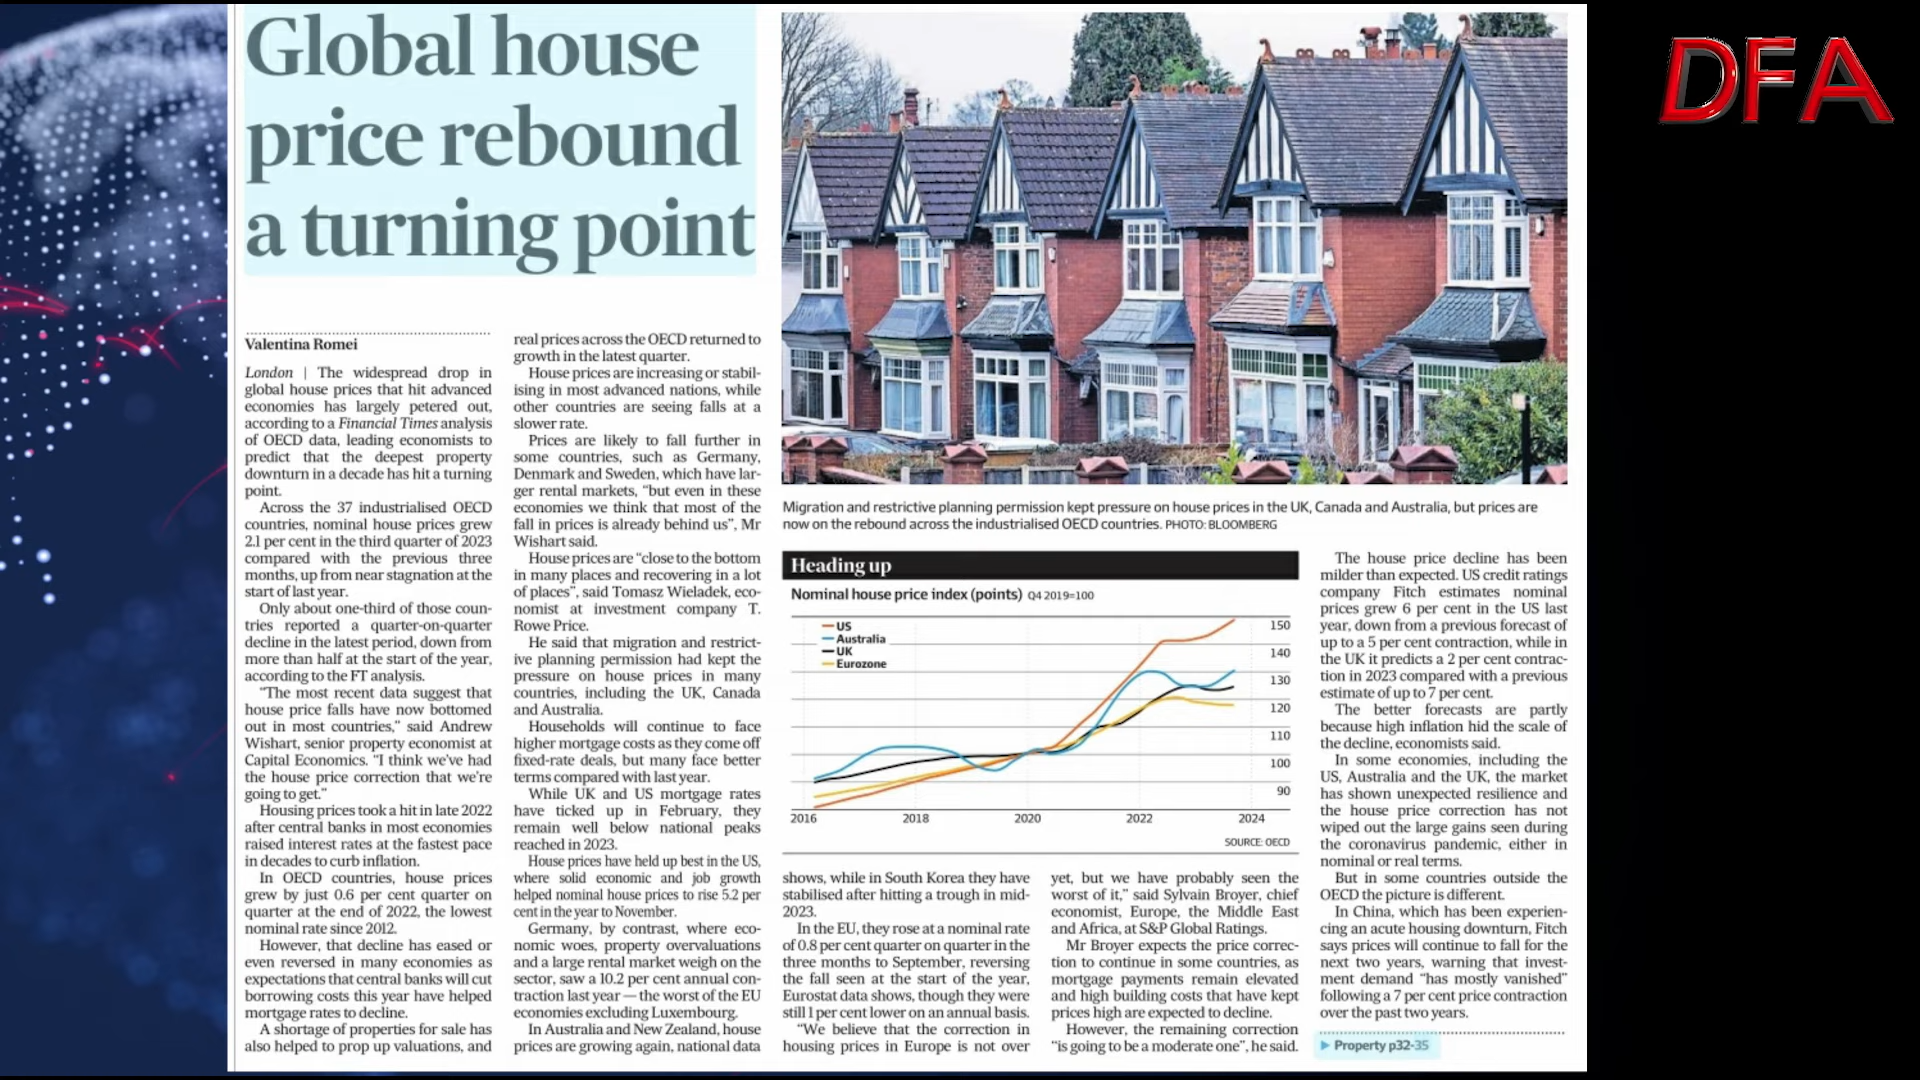 Global house
price rebound
a turning point
Valentina Romei
London | The widespread drop in
global house prices that hit advanced
economies has largely petered out,
according to a Financial Times analysis
of OECD data, leading economists to
predict that the deepest property
downturn in a decade has hit a turning
point.
Across the 37 industrialised OECD
countries, nominal house prices grew
2.1 per cent in the third quarter of 2023
compared with the previous three
months, up from near stagnation at the
start of last year.
Only about one-third of those coun-
tries reported a quarter-on-quarter
decline in the latest period, down from
more than half at the start of the year,
according to the FT analysis.
"The most recent data suggest that
house price falls have now bottomed
out in most countries," said Andrew
Wishart, senior property economist at
Capital Economics. "I think we've had
the house price correction that we're
going to get."
Housing prices took a hit in late 2022
after central banks in most economies
raised interest rates at the fastest pace
in decades to curb inflation.
In OECD countries, house prices
grew by just 0.6 per cent quarter on
quarter at the end of 2022, the lowest
nominal rate since 2012.
However, that decline has eased or
even reversed in many economies as
expectations that central banks will cut
borrowing costs this year have helped
mortgage rates to decline.
A shortage of properties for sale has
also helped to prop up valuations, and
real prices across the OECD returned to
growth in the latest quarter.
House prices are increasing or stabil-
ising in most advanced nations, while
other countries are seeing falls at a
slower rate.
Prices are likely to fall further in
some countries, such as Germany,
Denmark and Sweden, which have lar-
ger rental markets, "but even in these
economies we think that most of the
fall in prices is already behind us", Mr
Wishart said.
House prices are "close to the bottom
in many places and recovering in a lot
of places", said Tomasz Wieladek, eco-
nomist at investment company T.
Rowe Price.
He said that migration and restrict-
ive planning permission had kept the
pressure on house prices in many
countries, including the UK, Canada
and Australia.
Households will continue to face
higher mortgage costs as they come off
fixed-rate deals, but many face better
terms compared with last year.
While UK and US mortgage rates
have ticked up in February, they
remain well below national peaks
reached in 2023.
House prices have held up best in the US,
where solid economic and job growth
helped nominal house prices to rise 5.2 per
cent in the year to November.
Germany, by contrast, where eco-
nomic woes, property overvaluations
and a large rental market weigh on the
sector, saw a 10.2 per cent annual con-
traction last year — the worst of the EU
economies excluding Luxembourg.
In Australia and New Zealand, house
prices are growing again, national data
Migration and restrictive planning permission kept pressure on house prices in the UK, Canada and Australia, but prices are
now on the rebound across the industrialised OECD countries. PHOTO: BLOOMBERG
Heading up
Nominal house price index (points) Q4 2019=100
US
Australia
UK
Eurozone
150
140
130
120
110
100
90
2016 2018 2020 2022 2024
SOURCE: OECD
shows, while in South Korea they have
stabilised after hitting a trough in mid-
2023.
In the EU, they rose at a nominal rate
of 0.8 per cent quarter on quarter in the
three months to September, reversing
the fall seen at the start of the year,
Eurostat data shows, though they were
still 1 per cent lower on an annual basis.
"We believe that the correction in
housing prices in Europe is not over
yet, but we have probably seen the
worst of it," said Sylvain Broyer, chief
economist, Europe, the Middle East
and Africa, at S&P Global Ratings.
Mr Broyer expects the price correc-
tion to continue in some countries, as
mortgage payments remain elevated
and high building costs that have kept
prices high are expected to decline.
However, the remaining correction
"is going to be a moderate one", he said.
The house price decline has been
milder than expected. US credit ratings
company Fitch estimates nominal
prices grew 6 per cent in the US last
year, down from a previous forecast of
up to a 5 per cent contraction, while in
the UK it predicts a 2 per cent contrac-
tion in 2023 compared with a previous
estimate of up to 7 per cent.
The better forecasts are partly
because high inflation hid the scale of
the decline, economists said.
In some economies, including the
US, Australia and the UK, the market
has shown unexpected resilience and
the house price correction has not
wiped out the large gains seen during
the coronavirus pandemic, either in
nominal or real terms.
But in some countries outside the
OECD the picture is different.
In China, which has been experien-
cing an acute housing downturn, Fitch
says prices will continue to fall for the
next two years, warning that invest-
ment demand "has mostly vanished"
following a 7 per cent price contraction
over the past two years.
▶ Property p32-35
DFA